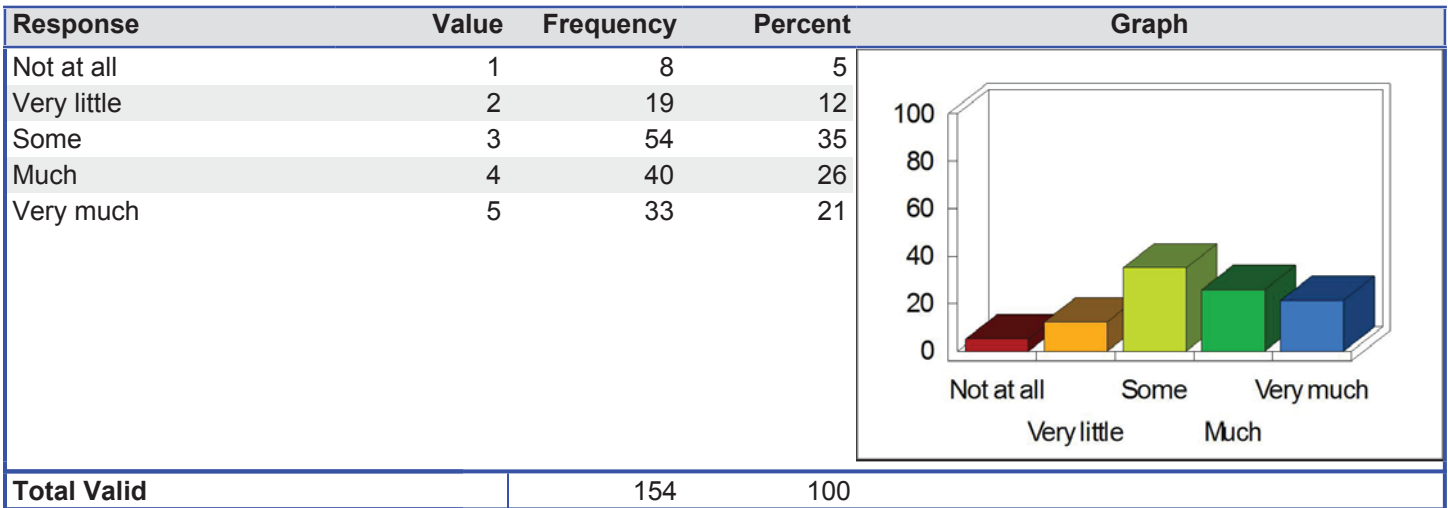 Response Value Frequency Percent Graph
Not at all 1 8 5
Very little 2 19 12
Some 3 54 35
Much 4 40 26
Very much 5 33 21
100
80
60
40
20
0
Not at all Some Very much
Very little Much
Total Valid 154 100